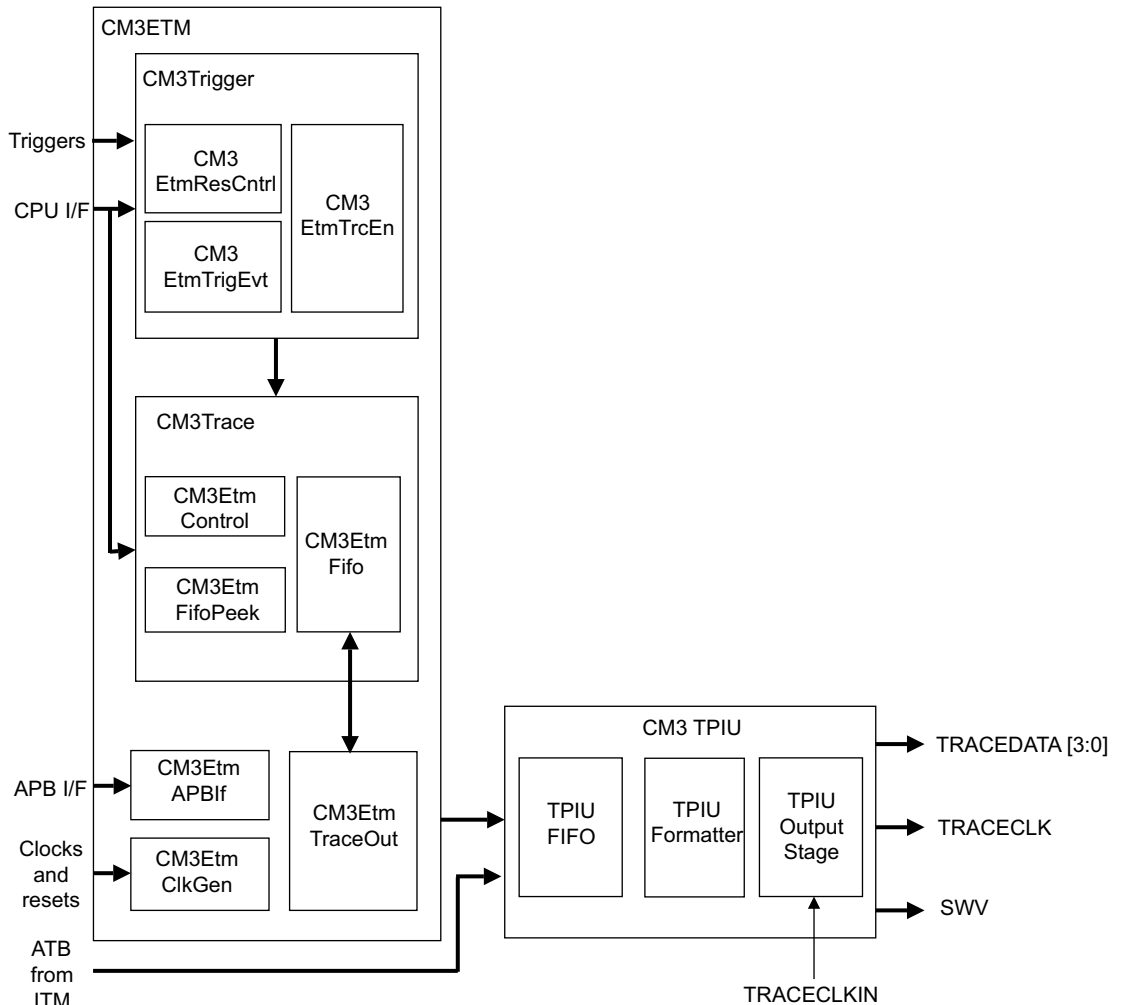 CM3ETM
CM3Trigger
Triggers
CM3
EtmResCntrl
CM3
EtmTrcEn
CPU I/F
CM3
EtmTrigEvt
CM3Trace
CM3Etm
Control
CM3Etm
Fifo
CM3Etm
FifoPeek
APB I/F
CM3Etm
APBIf
CM3Etm
TraceOut
Clocks
and
resets
CM3Etm
ClkGen
ATB
from
ITM
CM3 TPIU
TPIU
FIFO
TPIU
Formatter
TPIU
Output
Stage
TRACEDATA [3:0]
TRACECLK
SWV
TRACECLKIN